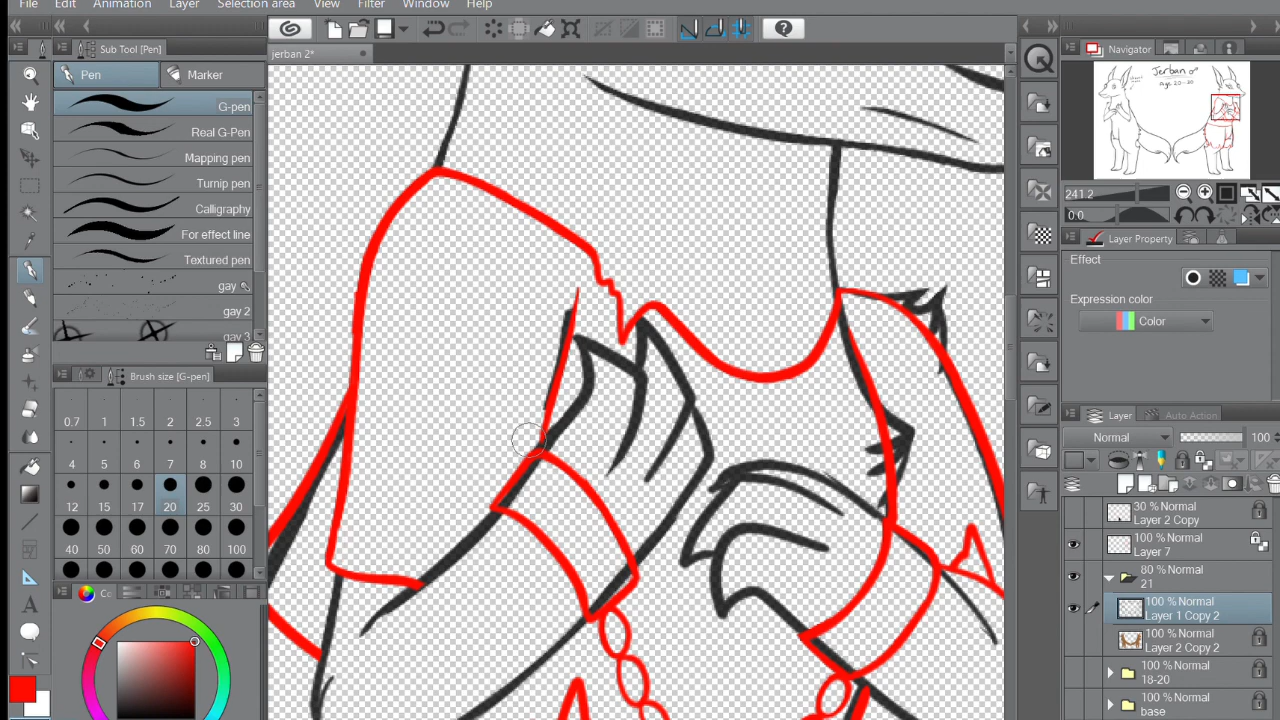 File Edit Animation Layer Selection area View Filter Window Help
jerban 2*
Sub Tool [Pen]
Pen Marker
G-pen
Real G-Pen
Mapping pen
Turnip pen
Calligraphy
For effect line
Textured pen
gay
gay 2
gay 3
Brush size [G-pen]
0.7 1 1.5 2 2.5 3
4 5 6 7 8 10
12 15 17 20 25 30
40 50 60 70 80 100
Navigator
Jerban
age 20-20
241.2
0.0
Layer Property
Effect
Expression color
Color
Layer Auto Action
Normal 100
30% Normal
Layer 2 Copy
100% Normal
Layer 7
80% Normal
21
100% Normal
Layer 1 Copy 2
100% Normal
Layer 2 Copy 2
100% Normal
18-20
100% Normal
base